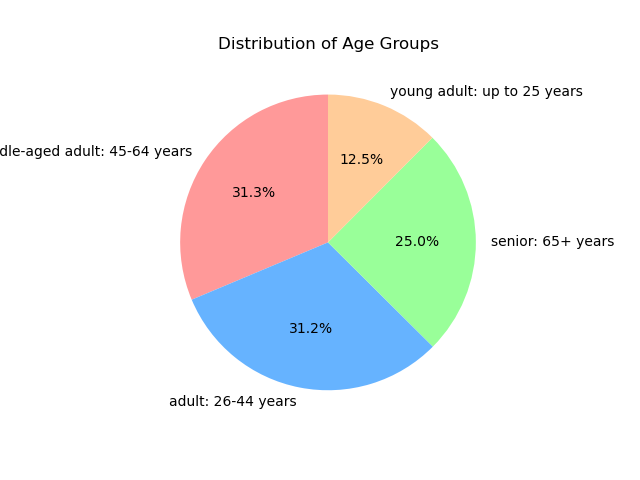 Distribution of Age Groups
young adult: up to 25 years
12.5%
dle-aged adult: 45-64 years
31.3%
25.0%
senior: 65+ years
31.2%
adult: 26-44 years